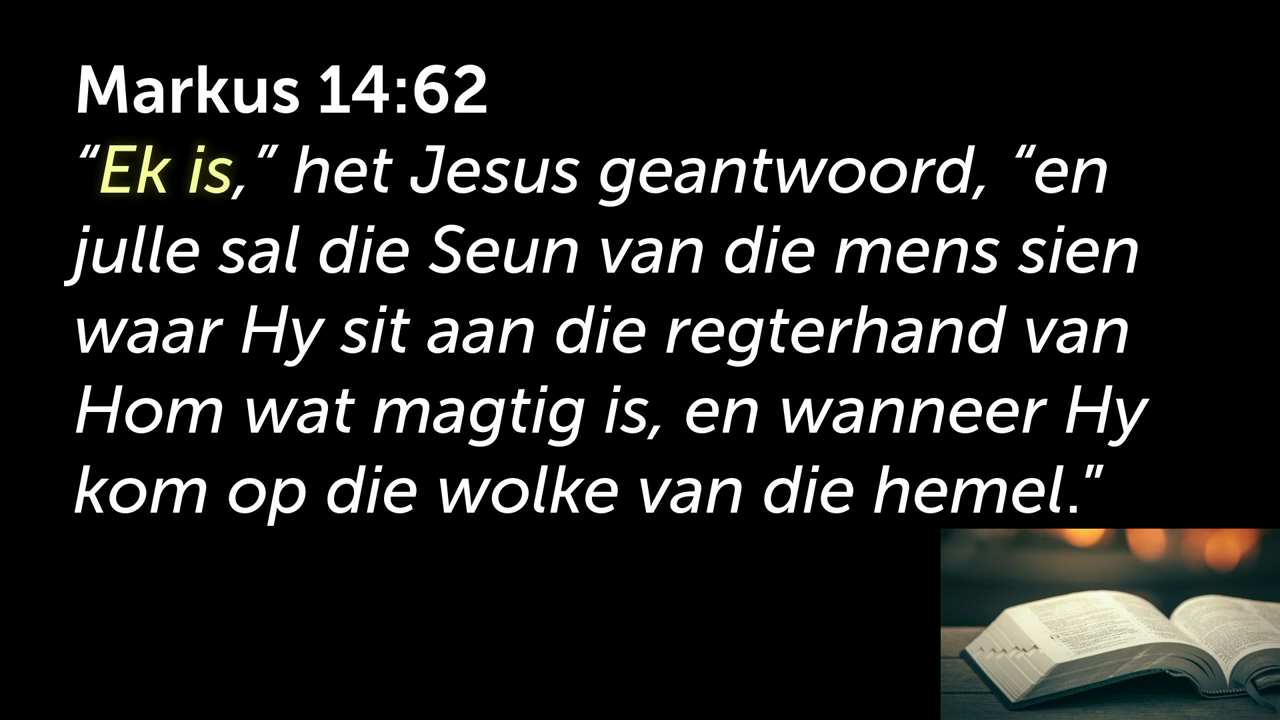 Markus 14:62
“Ek is,” het Jesus geantwoord, “en
julle sal die Seun van die mens sien
waar Hy sit aan die regterhand van
Hom wat magtig is, en wanneer Hy
kom op die wolke van die hemel.”